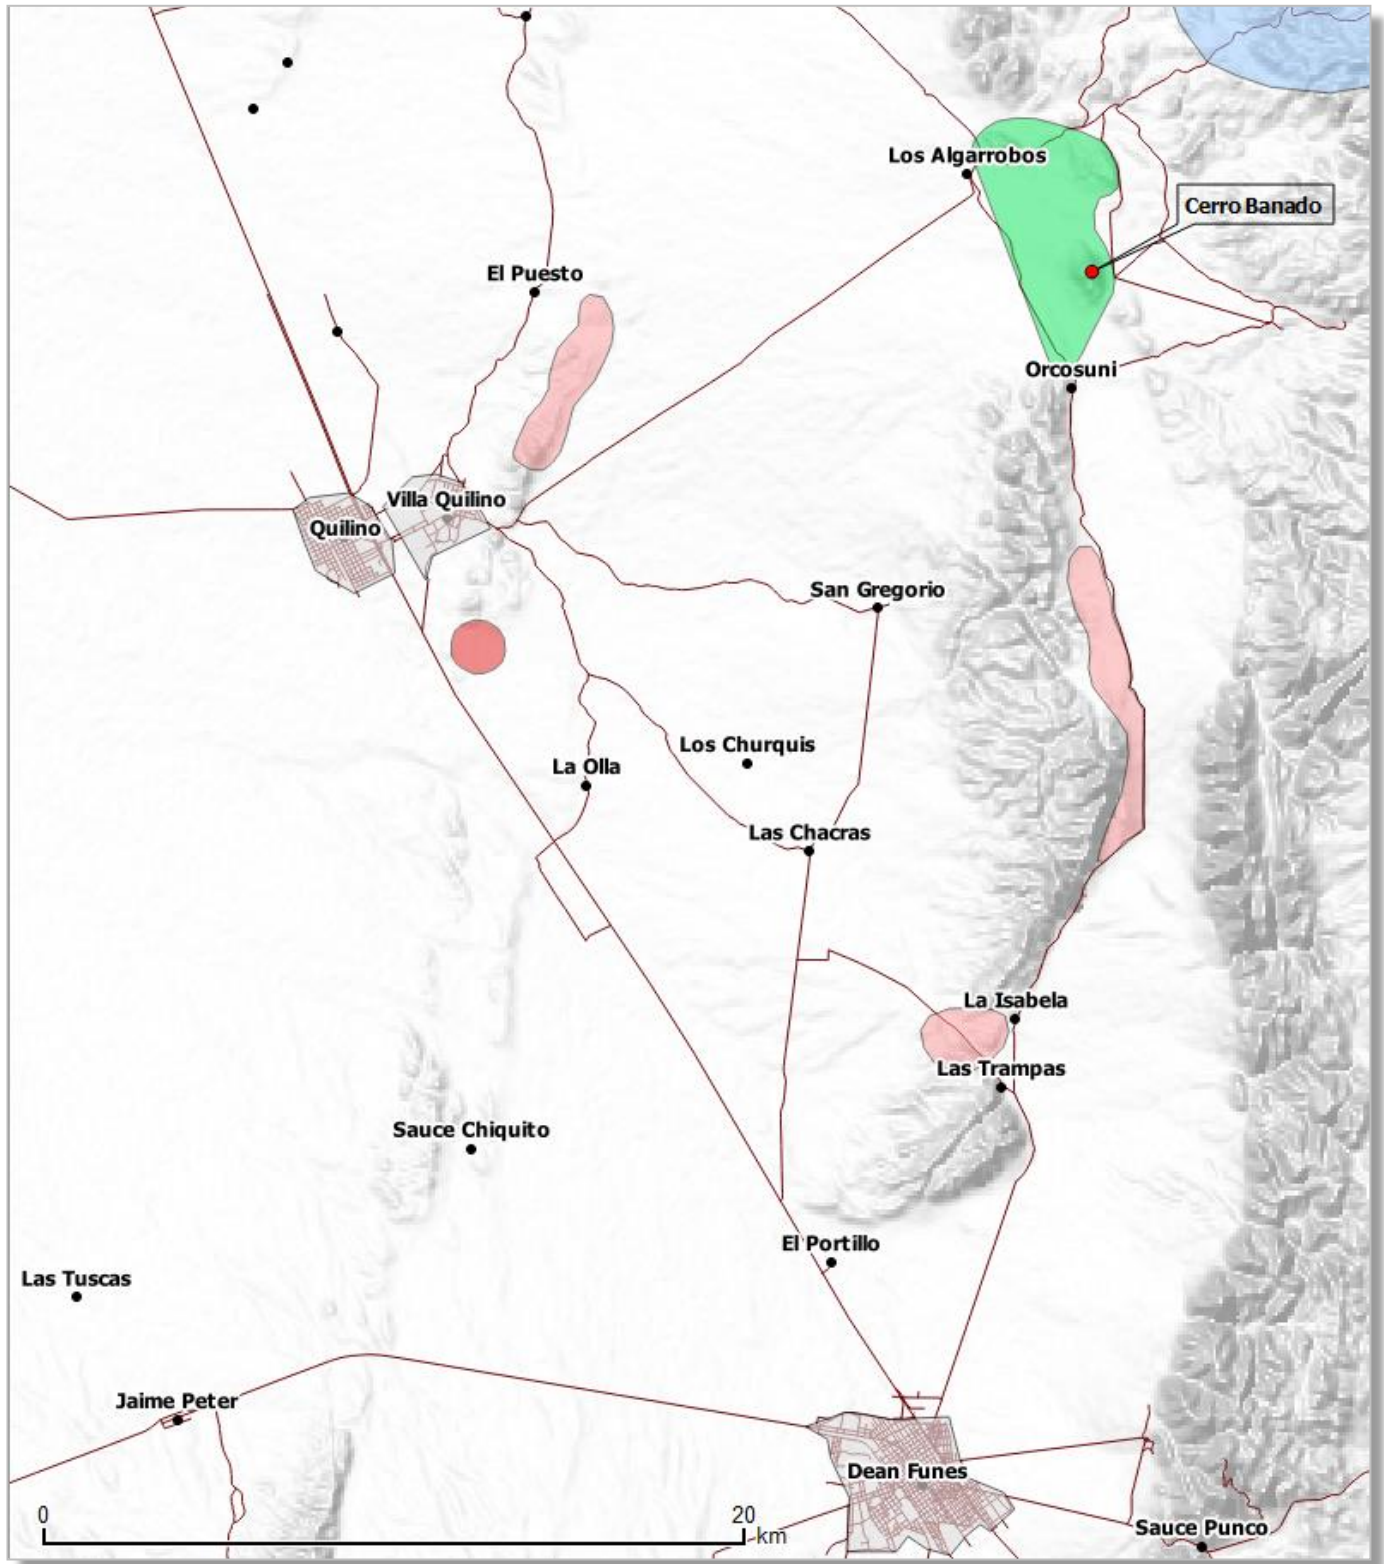 Los Algarrobos
Cerro Banado
El Puesto
Orcosuni
Villa Quilino
Quilino
San Gregorio
Los Churquis
La Olla
Las Chacras
La Isabela
Las Trampas
Sauce Chiquito
El Portillo
Las Tuscas
Jaime Peter
Dean Funes
0 20
km
Sauce Punco